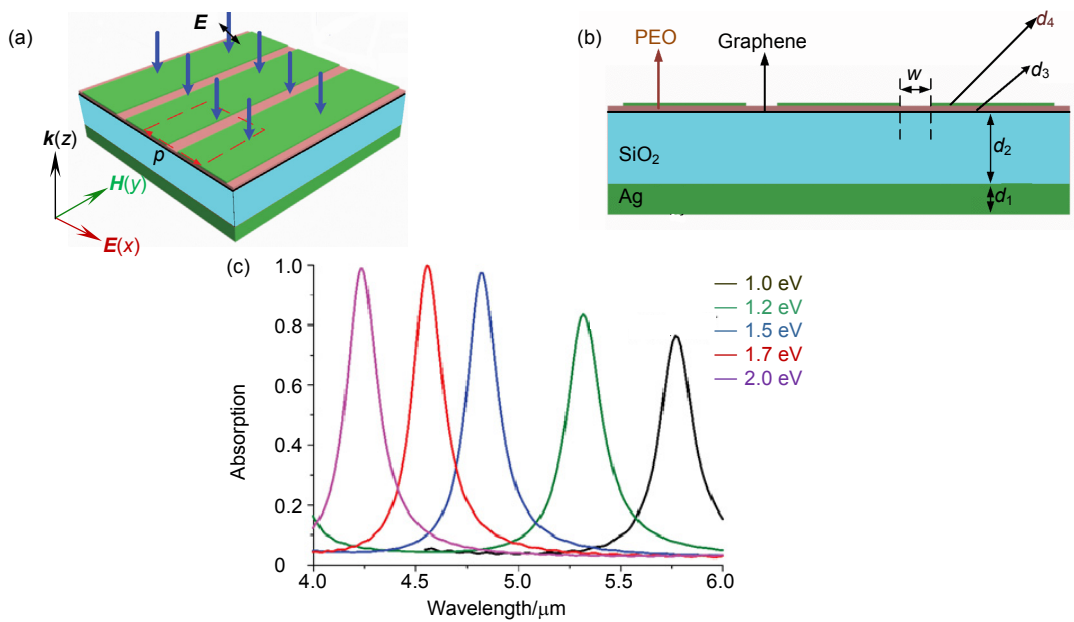 (a)
E
p
k(z)
H(y)
E(x)
(b)
PEO
Graphene
w
d4
d3
SiO2
d2
Ag
d1
(c)
Absorption
1.0
0.8
0.6
0.4
0.2
0
4.0 4.5 5.0 5.5 6.0
Wavelength/μm
1.0 eV
1.2 eV
1.5 eV
1.7 eV
2.0 eV